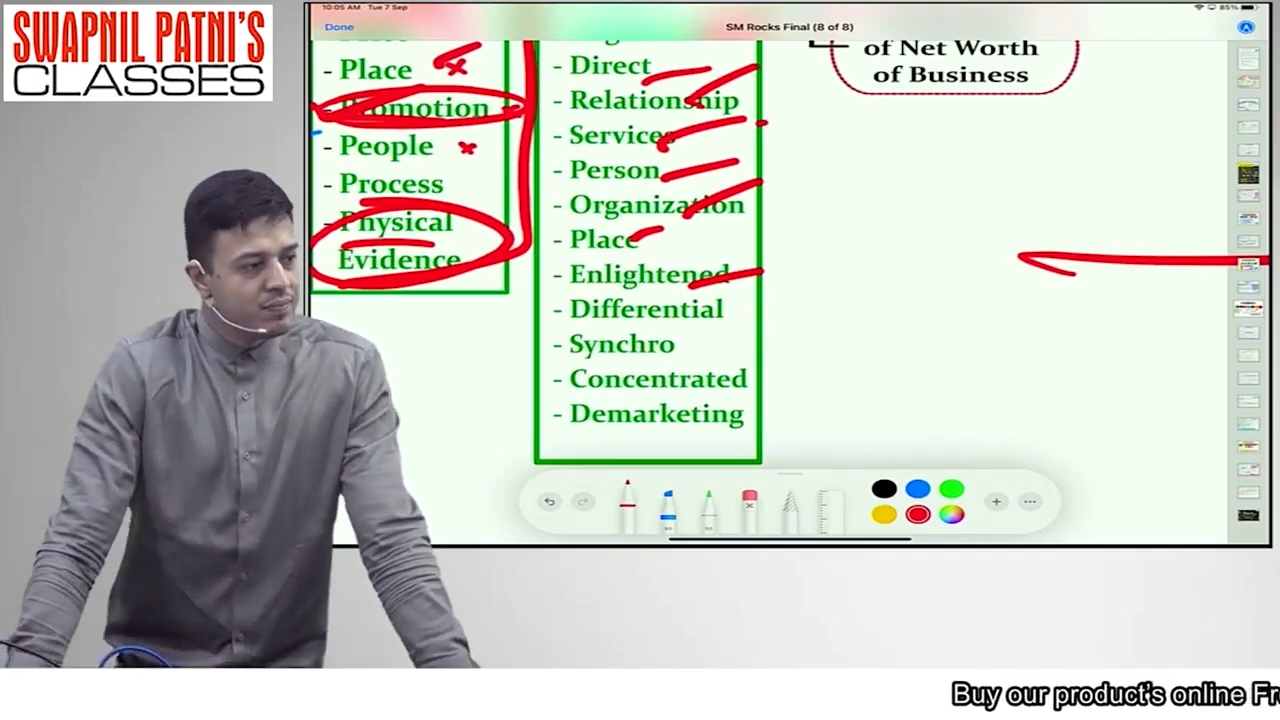 SWAPNIL PATNI'S
CLASSES
10:05 AM Tue 7 Sep
85%
Done
SM Rocks Final (8 of 8)
- Place
- Promotion
- People
- Process
- Physical
Evidence
- Direct
- Relationship
- Services
- Person
- Organization
- Place
- Enlightened
- Differential
- Synchro
- Concentrated
- Demarketing
of Net Worth
of Business
Buy our product's online Fr